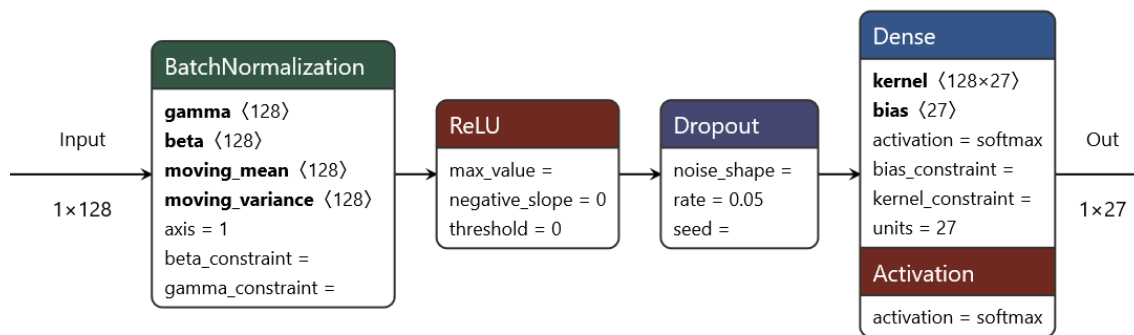 Input
1×128
BatchNormalization
gamma 〈128〉
beta 〈128〉
moving_mean 〈128〉
moving_variance 〈128〉
axis = 1
beta_constraint =
gamma_constraint =
ReLU
max_value =
negative_slope = 0
threshold = 0
Dropout
noise_shape =
rate = 0.05
seed =
Dense
kernel 〈128×27〉
bias 〈27〉
activation = softmax
bias_constraint =
kernel_constraint =
units = 27
Activation
activation = softmax
Out
1×27